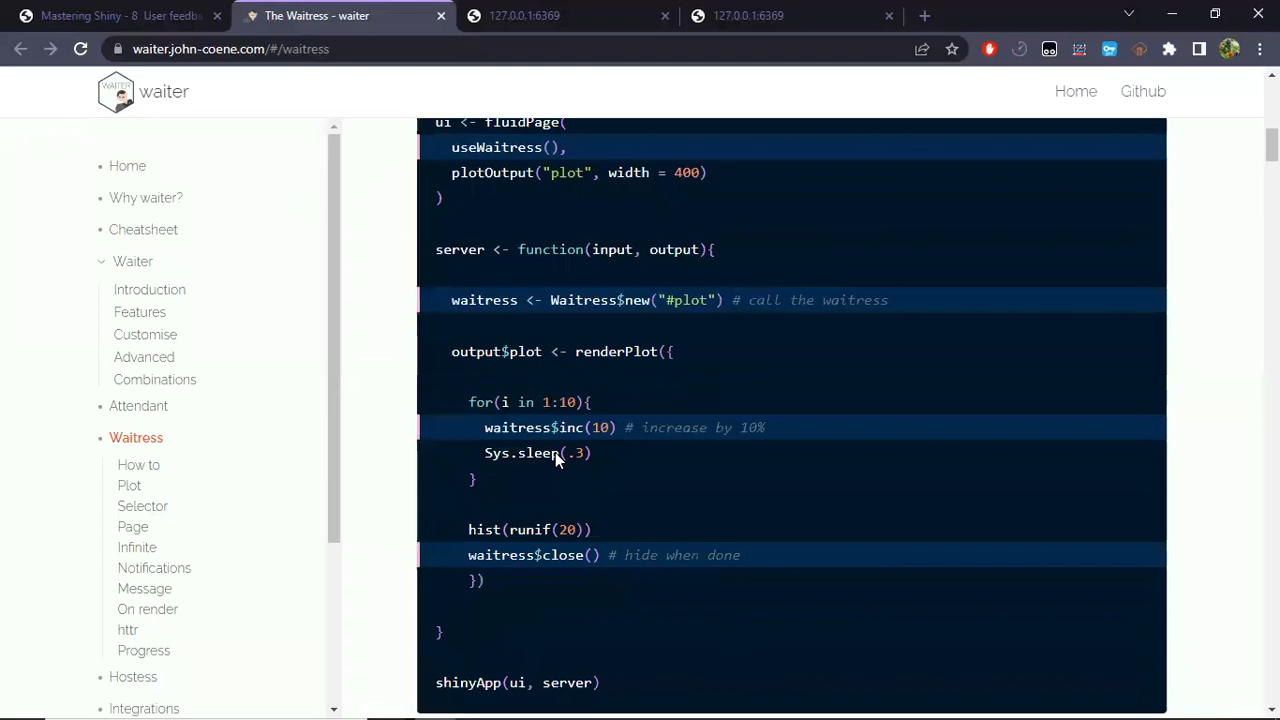 Mastering Shiny - 8 User feedb
The Waitress - waiter
127.0.0.1:6369
127.0.0.1:6369
waiter.john-coene.com/#/waitress
WAITER
waiter
Home
Github
Home
Why waiter?
Cheatsheet
Waiter
Introduction
Features
Customise
Advanced
Combinations
Attendant
Waitress
How to
Plot
Selector
Page
Infinite
Notifications
Message
On render
httr
Progress
Hostess
Integrations
ui <- fluidPage(
useWaitress(),
plotOutput("plot", width = 400)
)
server <- function(input, output){
waitress <- Waitress$new("#plot") # call the waitress
output$plot <- renderPlot({
for(i in 1:10){
waitress$inc(10) # increase by 10%
Sys.sleep(.3)
}
hist(runif(20))
waitress$close() # hide when done
})
}
shinyApp(ui, server)